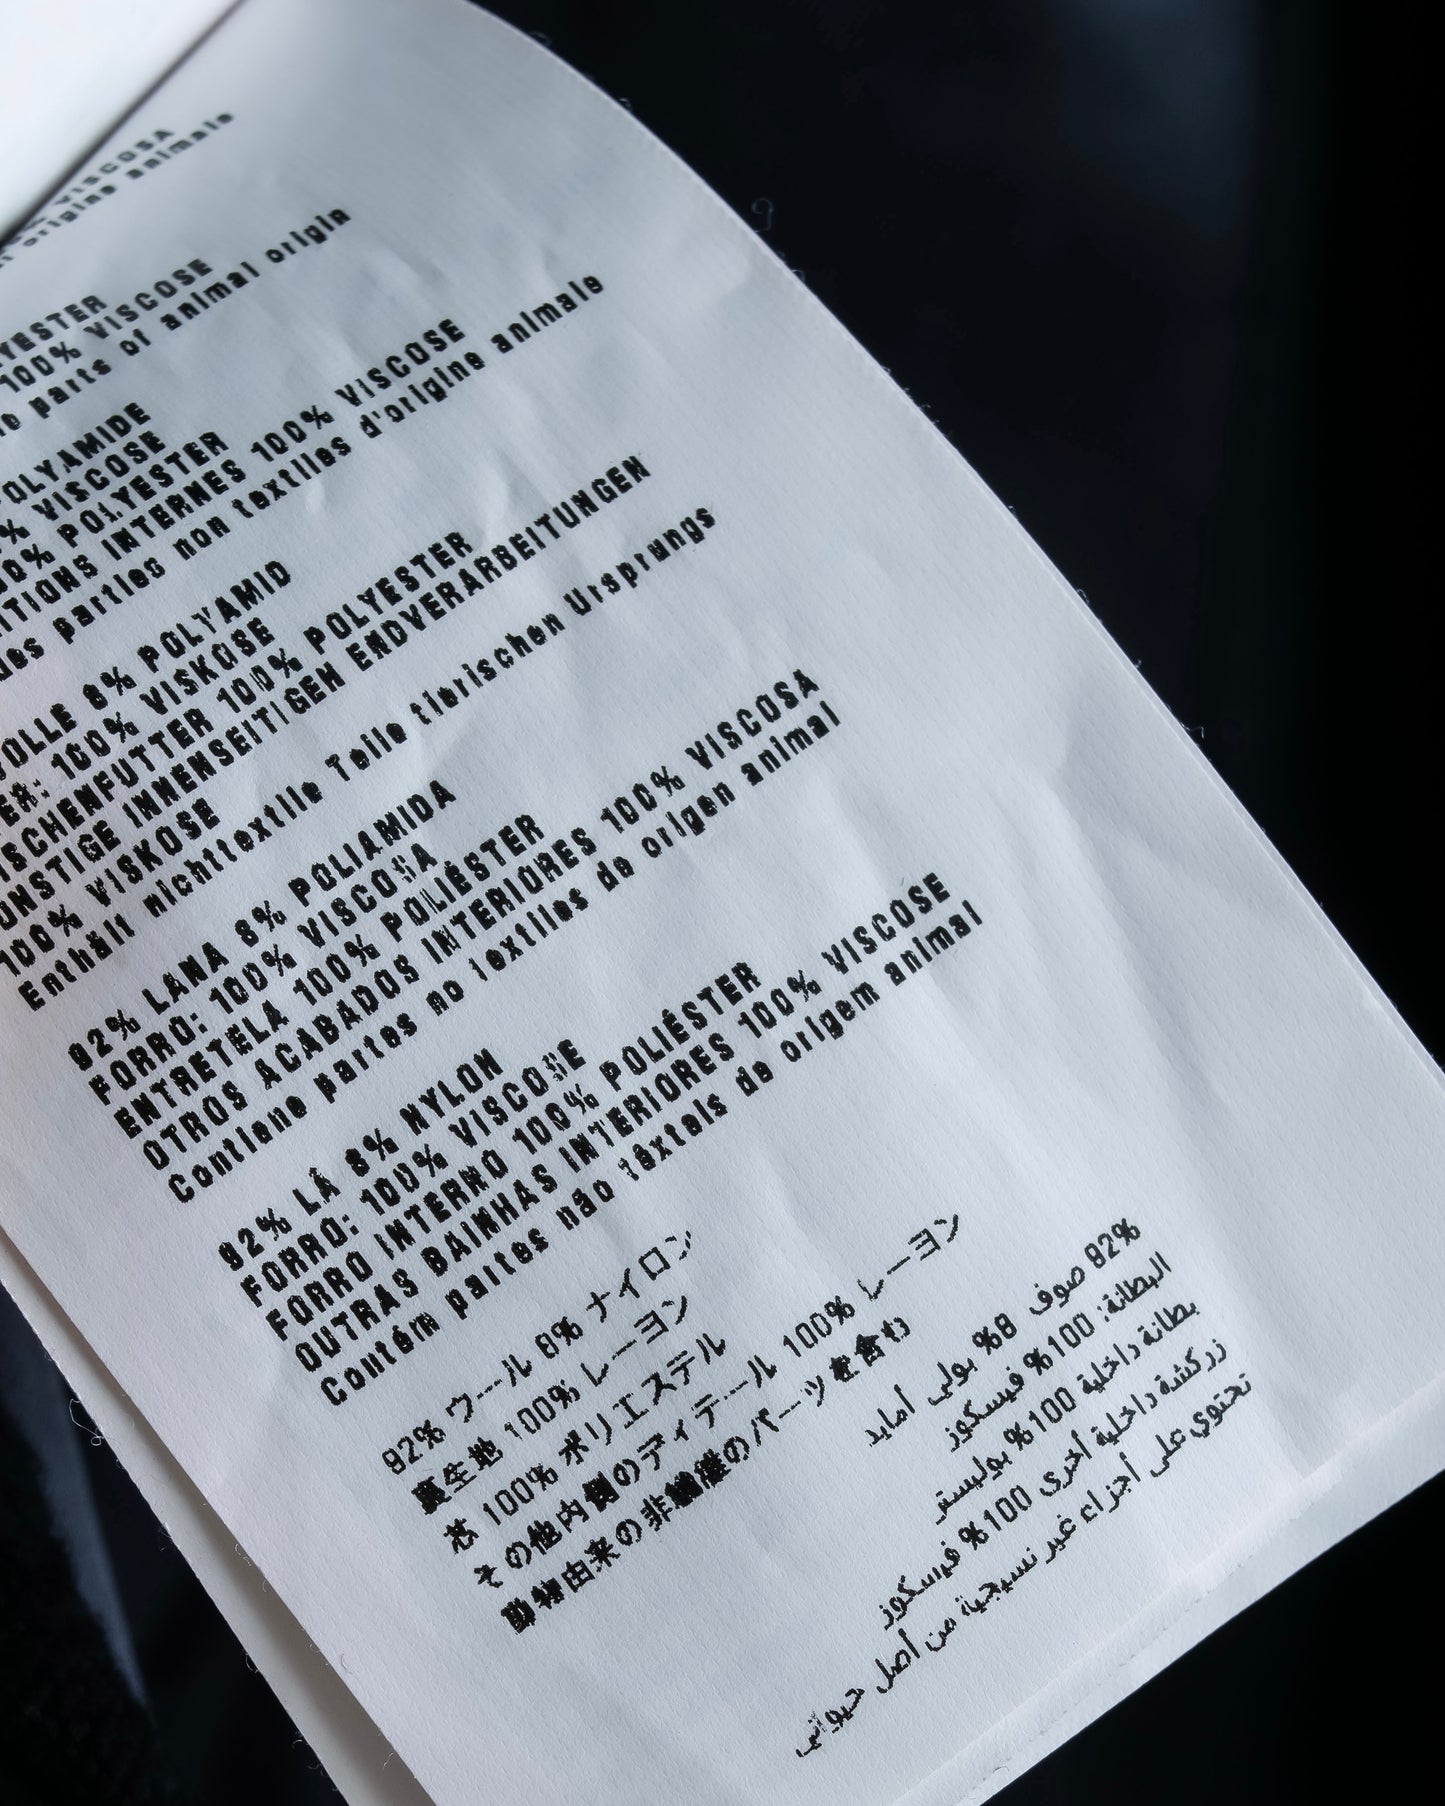 VISCOSA
origine animale
100% VISCOSE
parts of animal origin
POLYAMIDE
% VISCOSE
100% POLYESTER
100% VISCOSE
INTERNES
des parties non textiles d'origine animale
8% POLYAMID
100% VISKOSE
100% POLYESTER
INNENSEITIGEN ENDVERARBEITUNGEN
100% VISKOSE
Enthält nichttextile Teile tierischen Ursprungs
92% LANA 8% POLIAMIDA
FORRO: 100% VISCOSA
ENTRETELA 100% POLIÉSTER
OTROS ACABADOS INTERIORES 100% VISCOSA
Contiene partes no textiles de origen animal
92% LÃ 8% NYLON
FORRO: 100% VISCOSE
FORRO INTERNO 100% POLIÉSTER
OUTRAS BAINHAS INTERIORES 100% VISCOSE
Contém partes não têxteis de origem animal
92% ウール 8% ナイロン
裏生地 100% レーヨン
芯 100% ポリエステル
その他内側のディテール 100% レーヨン
動物由来の非繊維のパーツを含む
92% صوف 8% بولي أمايد
البطانة: 100% فيسكوز
بطانة داخلية 100% بوليستر
زركشة داخلية أخرى 100% فيسكوز
تحتوي على أجزاء غير نسيجية من أصل حيواني